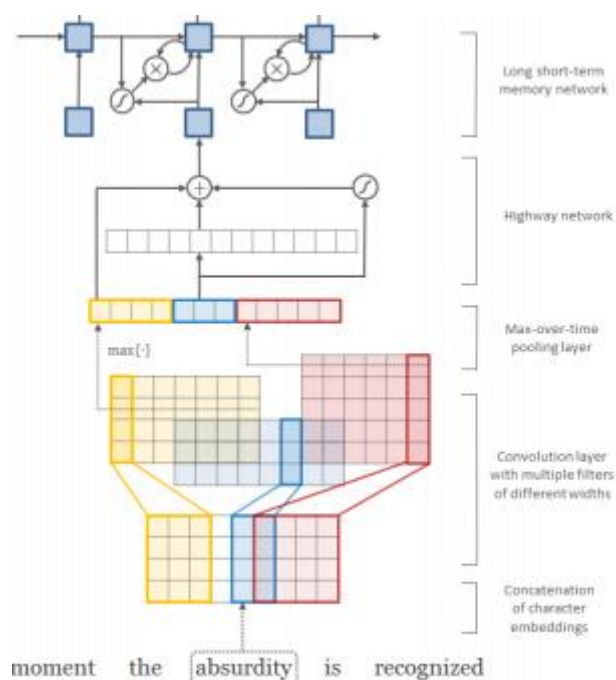 Long short-term
memory network
Highway network
Max-over-time
pooling layer
max[·]
Convolution layer
with multiple filters
of different widths
Concatenation
of character
embeddings
moment the absurdity is recognized